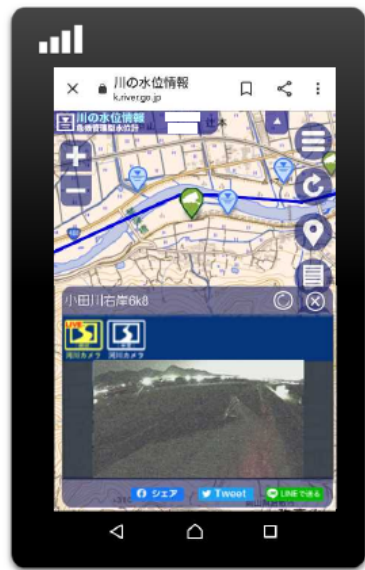 川の水位情報
k.river.go.jp
川の水位情報
危機管理型水位計
辻本
小田川右岸6k8
LIVE
河川カメラ
河川カメラ
シェア
Tweet
LINEで送る